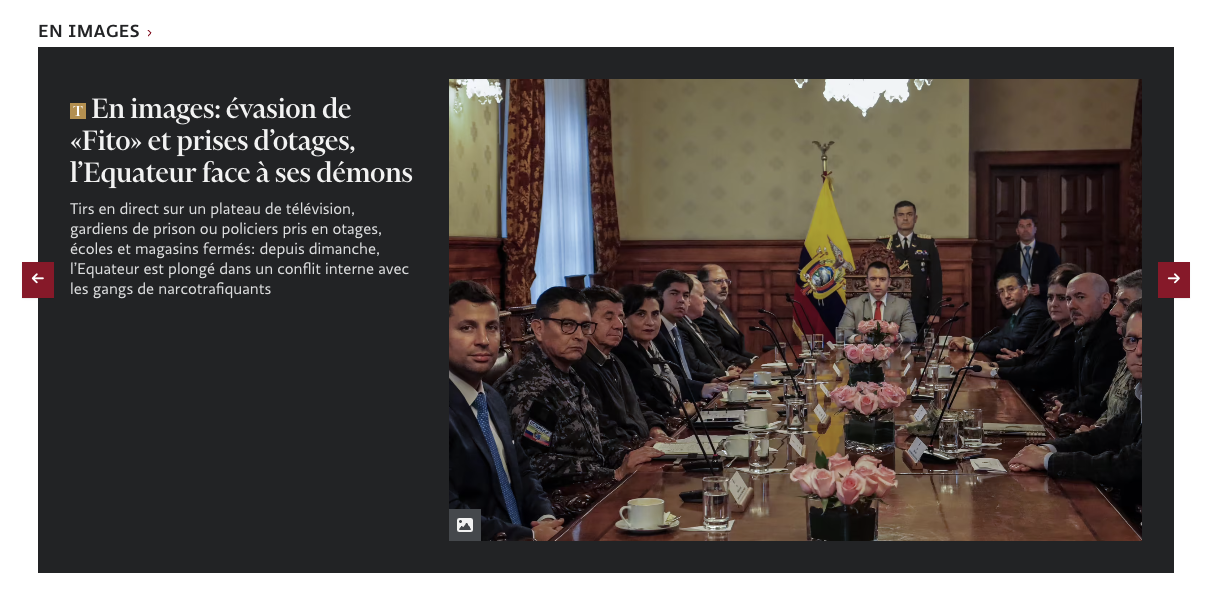 EN IMAGES ›
T En images: évasion de
«Fito» et prises d’otages,
l’Equateur face à ses démons
Tirs en direct sur un plateau de télévision,
gardiens de prison ou policiers pris en otages,
écoles et magasins fermés: depuis dimanche,
l’Equateur est plongé dans un conflit interne avec
les gangs de narcotrafiquants